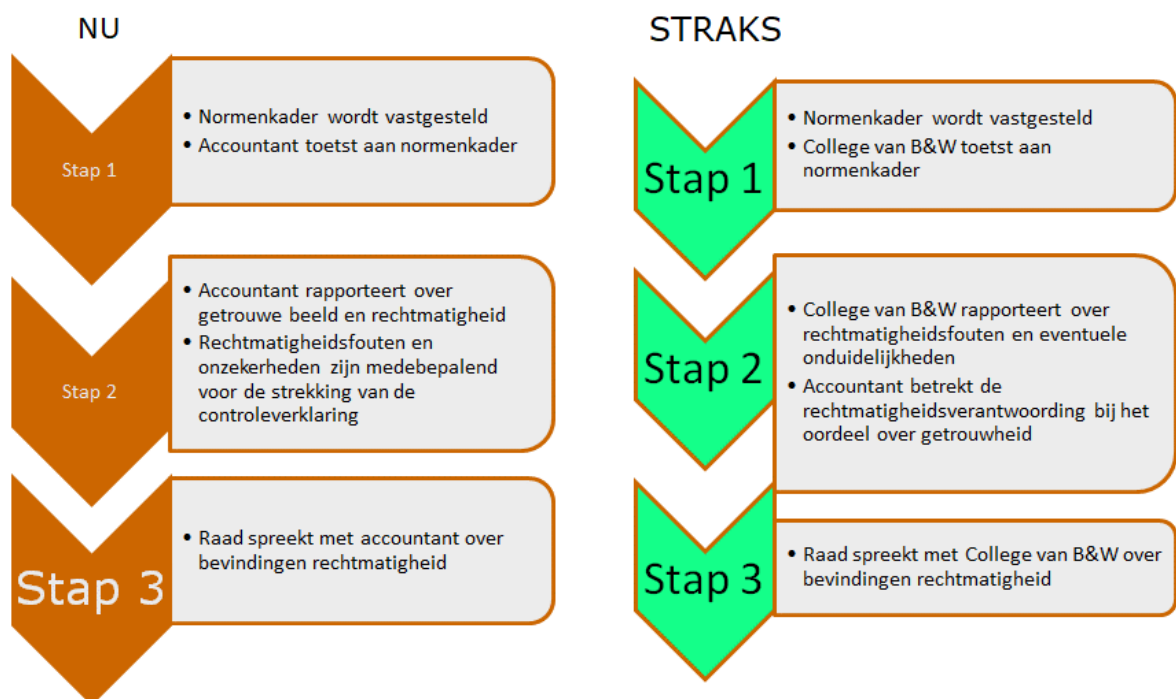 NU
Stap 1
• Normenkader wordt vastgesteld
• Accountant toetst aan normenkader
Stap 2
• Accountant rapporteert over
getrouwe beeld en rechtmatigheid
• Rechtmatigheidsfouten en
onzekerheden zijn medebepalend
voor de strekking van de
controleverklaring
Stap 3
• Raad spreekt met accountant over
bevindingen rechtmatigheid
STRAKS
Stap 1
• Normenkader wordt vastgesteld
• College van B&W toetst aan
normenkader
Stap 2
• College van B&W rapporteert over
rechtmatigheidsfouten en eventuele
onduidelijkheden
• Accountant betrekt de
rechtmatigheidsverantwoording bij het
oordeel over getrouwheid
Stap 3
• Raad spreekt met College van B&W over
bevindingen rechtmatigheid